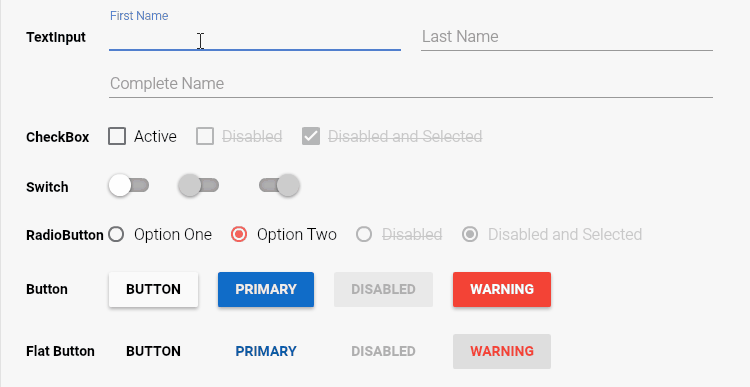 First Name
TextInput Last Name
Complete Name
CheckBox Active Disabled Disabled and Selected
Switch
RadioButton Option One Option Two Disabled Disabled and Selected
Button BUTTON PRIMARY DISABLED WARNING
Flat Button BUTTON PRIMARY DISABLED WARNING